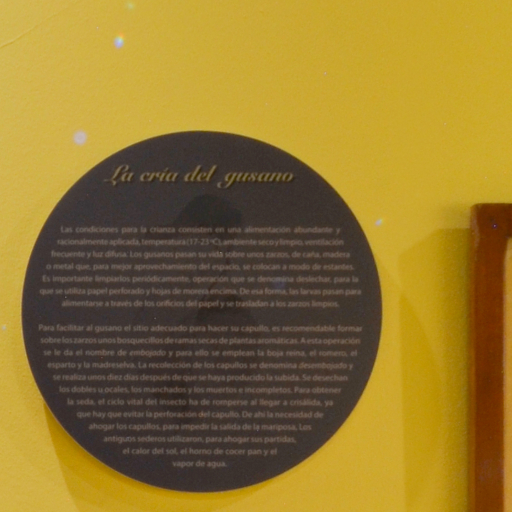 La cría del gusano
Las condiciones para la crianza consisten en una alimentación abundante y
racionalmente aplicada, temperatura (17-23 ºC), ambiente seco y limpio, ventilación
frecuente y luz difusa. Los gusanos pasan su vida sobre unos zarzos, de caña, madera
o metal que, para mejor aprovechamiento del espacio, se colocan a modo de estantes.
Es importante limpiarlos periódicamente, operación que se denomina deslechar, para lo
que se utiliza papel perforado y hojas de morera encima. De esa forma, las larvas pasan para
alimentarse a través de los orificios del papel y se trasladan a los zarzos limpios.
Para facilitar al gusano el sitio adecuado para hacer su capullo, es recomendable formar
sobre los zarzos unos bosquecillos de ramas secas de plantas aromáticas. A esta operación
se le da el nombre de embojado y para ello se emplean la boja reina, el romero, el
esparto y la madreselva. La recolección de los capullos se denomina desembojado y
se realiza unos diez días después de que se haya producido la subida. Se desechan
los dobles u ocales, los manchados y los muertos e incompletos. Para obtener
la seda, el ciclo vital del insecto ha de romperse al llegar a crisálida, ya
que hay que evitar la perforación del capullo. De ahí la necesidad de
ahogar los capullos, para impedir la salida de la mariposa. Los
antiguos sederos utilizaron, para ahogar sus partidas,
el calor del sol, el horno de cocer pan y el
vapor de agua.